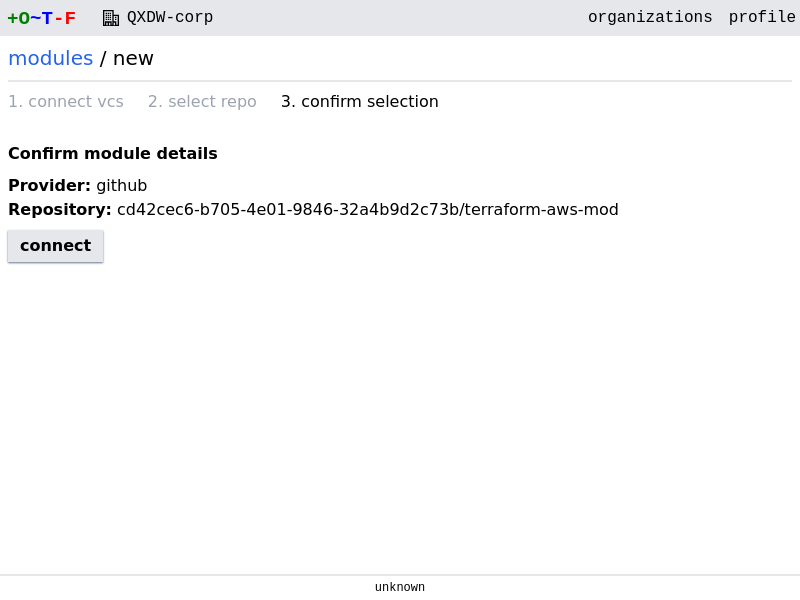 +O~T-F QXDW-corp organizations profile
modules / new
1. connect vcs 2. select repo 3. confirm selection
Confirm module details
Provider: github
Repository: cd42cec6-b705-4e01-9846-32a4b9d2c73b/terraform-aws-mod
connect
unknown